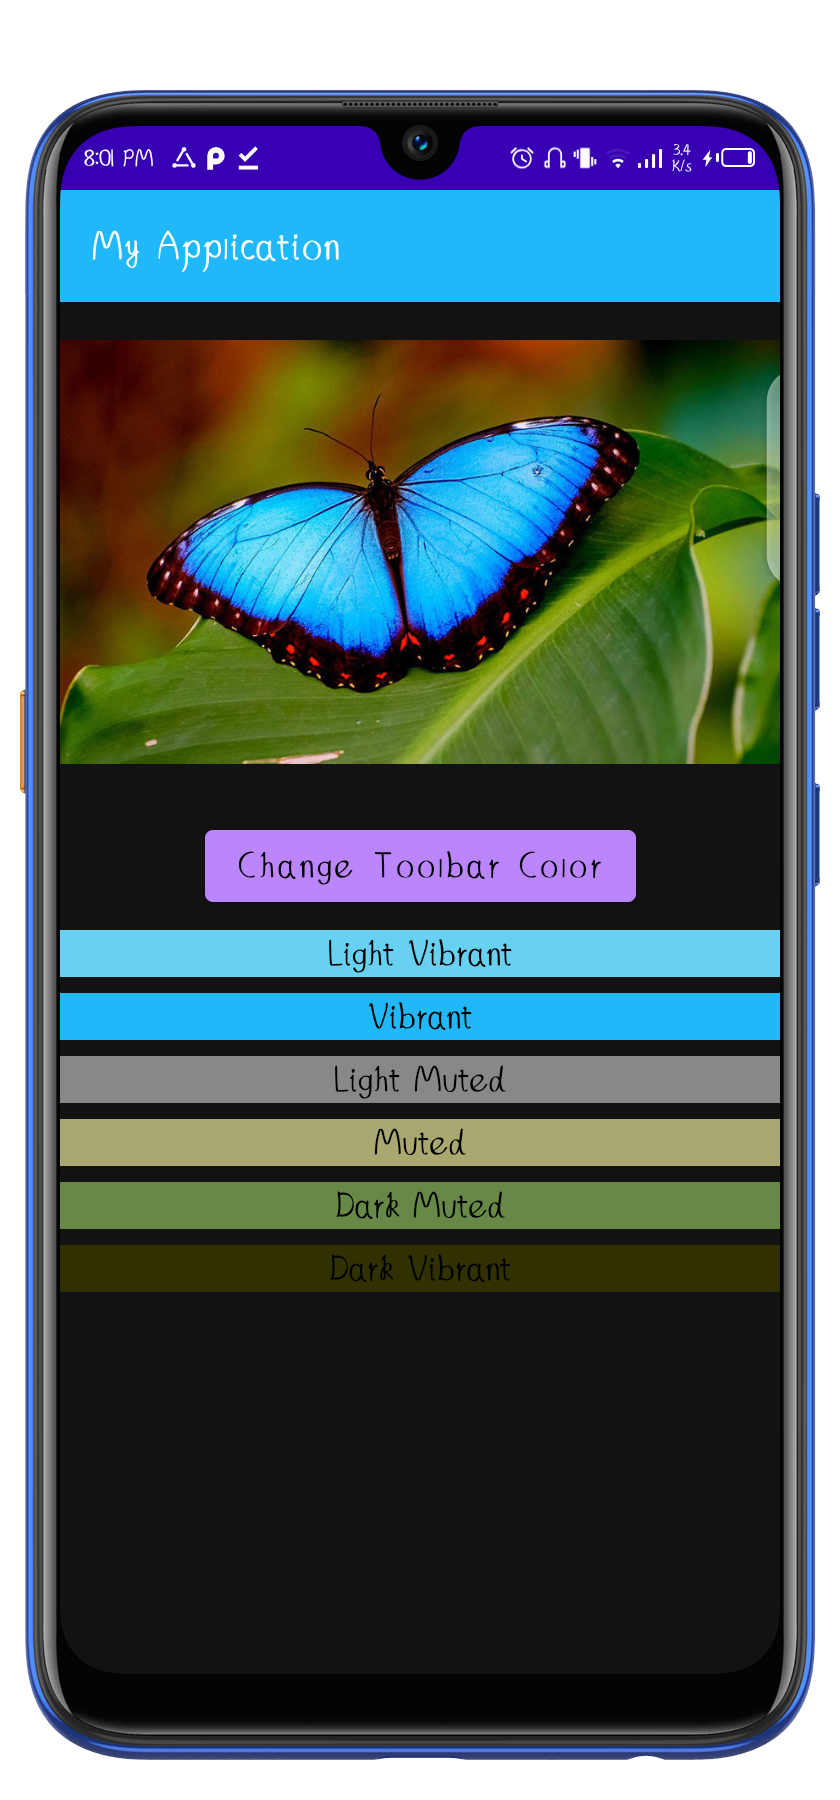 8:01 PM 3.4 K/s
My Application
Change Toolbar Color
Light Vibrant
Vibrant
Light Muted
Muted
Dark Muted
Dark Vibrant